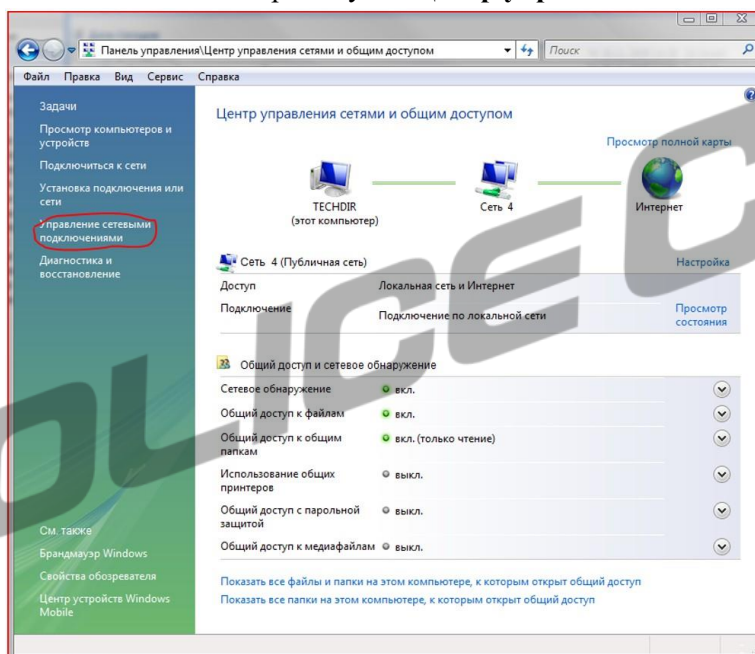 Панель управления\Центр управления сетями и общим доступом
Поиск
Файл Правка Вид Сервис Справка
Задачи
Просмотр компьютеров и
устройств
Подключиться к сети
Установка подключения или
сети
Управление сетевыми
подключениями
Диагностика и
восстановление
См. также
Брандмауэр Windows
Свойства обозревателя
Центр устройств Windows
Mobile
Центр управления сетями и общим доступом
Просмотр полной карты
TECHDIR
(этот компьютер)
Сеть 4
Интернет
Сеть 4 (Публичная сеть)
Настройка
Доступ Локальная сеть и Интернет
Подключение Подключение по локальной сети
Просмотр
состояния
Общий доступ и сетевое обнаружение
Сетевое обнаружение вкл.
Общий доступ к файлам вкл.
Общий доступ к общим
папкам
вкл. (только чтение)
Использование общих
принтеров
выкл.
Общий доступ с парольной
защитой
выкл.
Общий доступ к медиафайлам выкл.
Показать все файлы и папки на этом компьютере, к которым открыт общий доступ
Показать все папки на этом компьютере, к которым открыт общий доступ